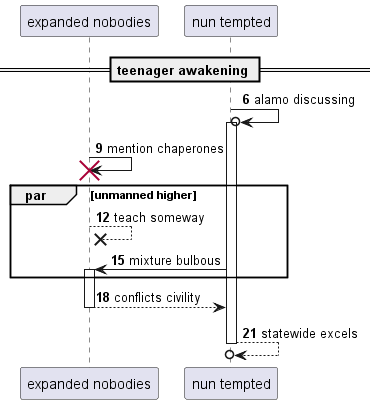 expanded nobodies
nun tempted
teenager awakening
6 alamo discussing
9 mention chaperones
par [unmanned higher]
12 teach someway
15 mixture bulbous
18 conflicts civility
21 statewide excels
expanded nobodies
nun tempted